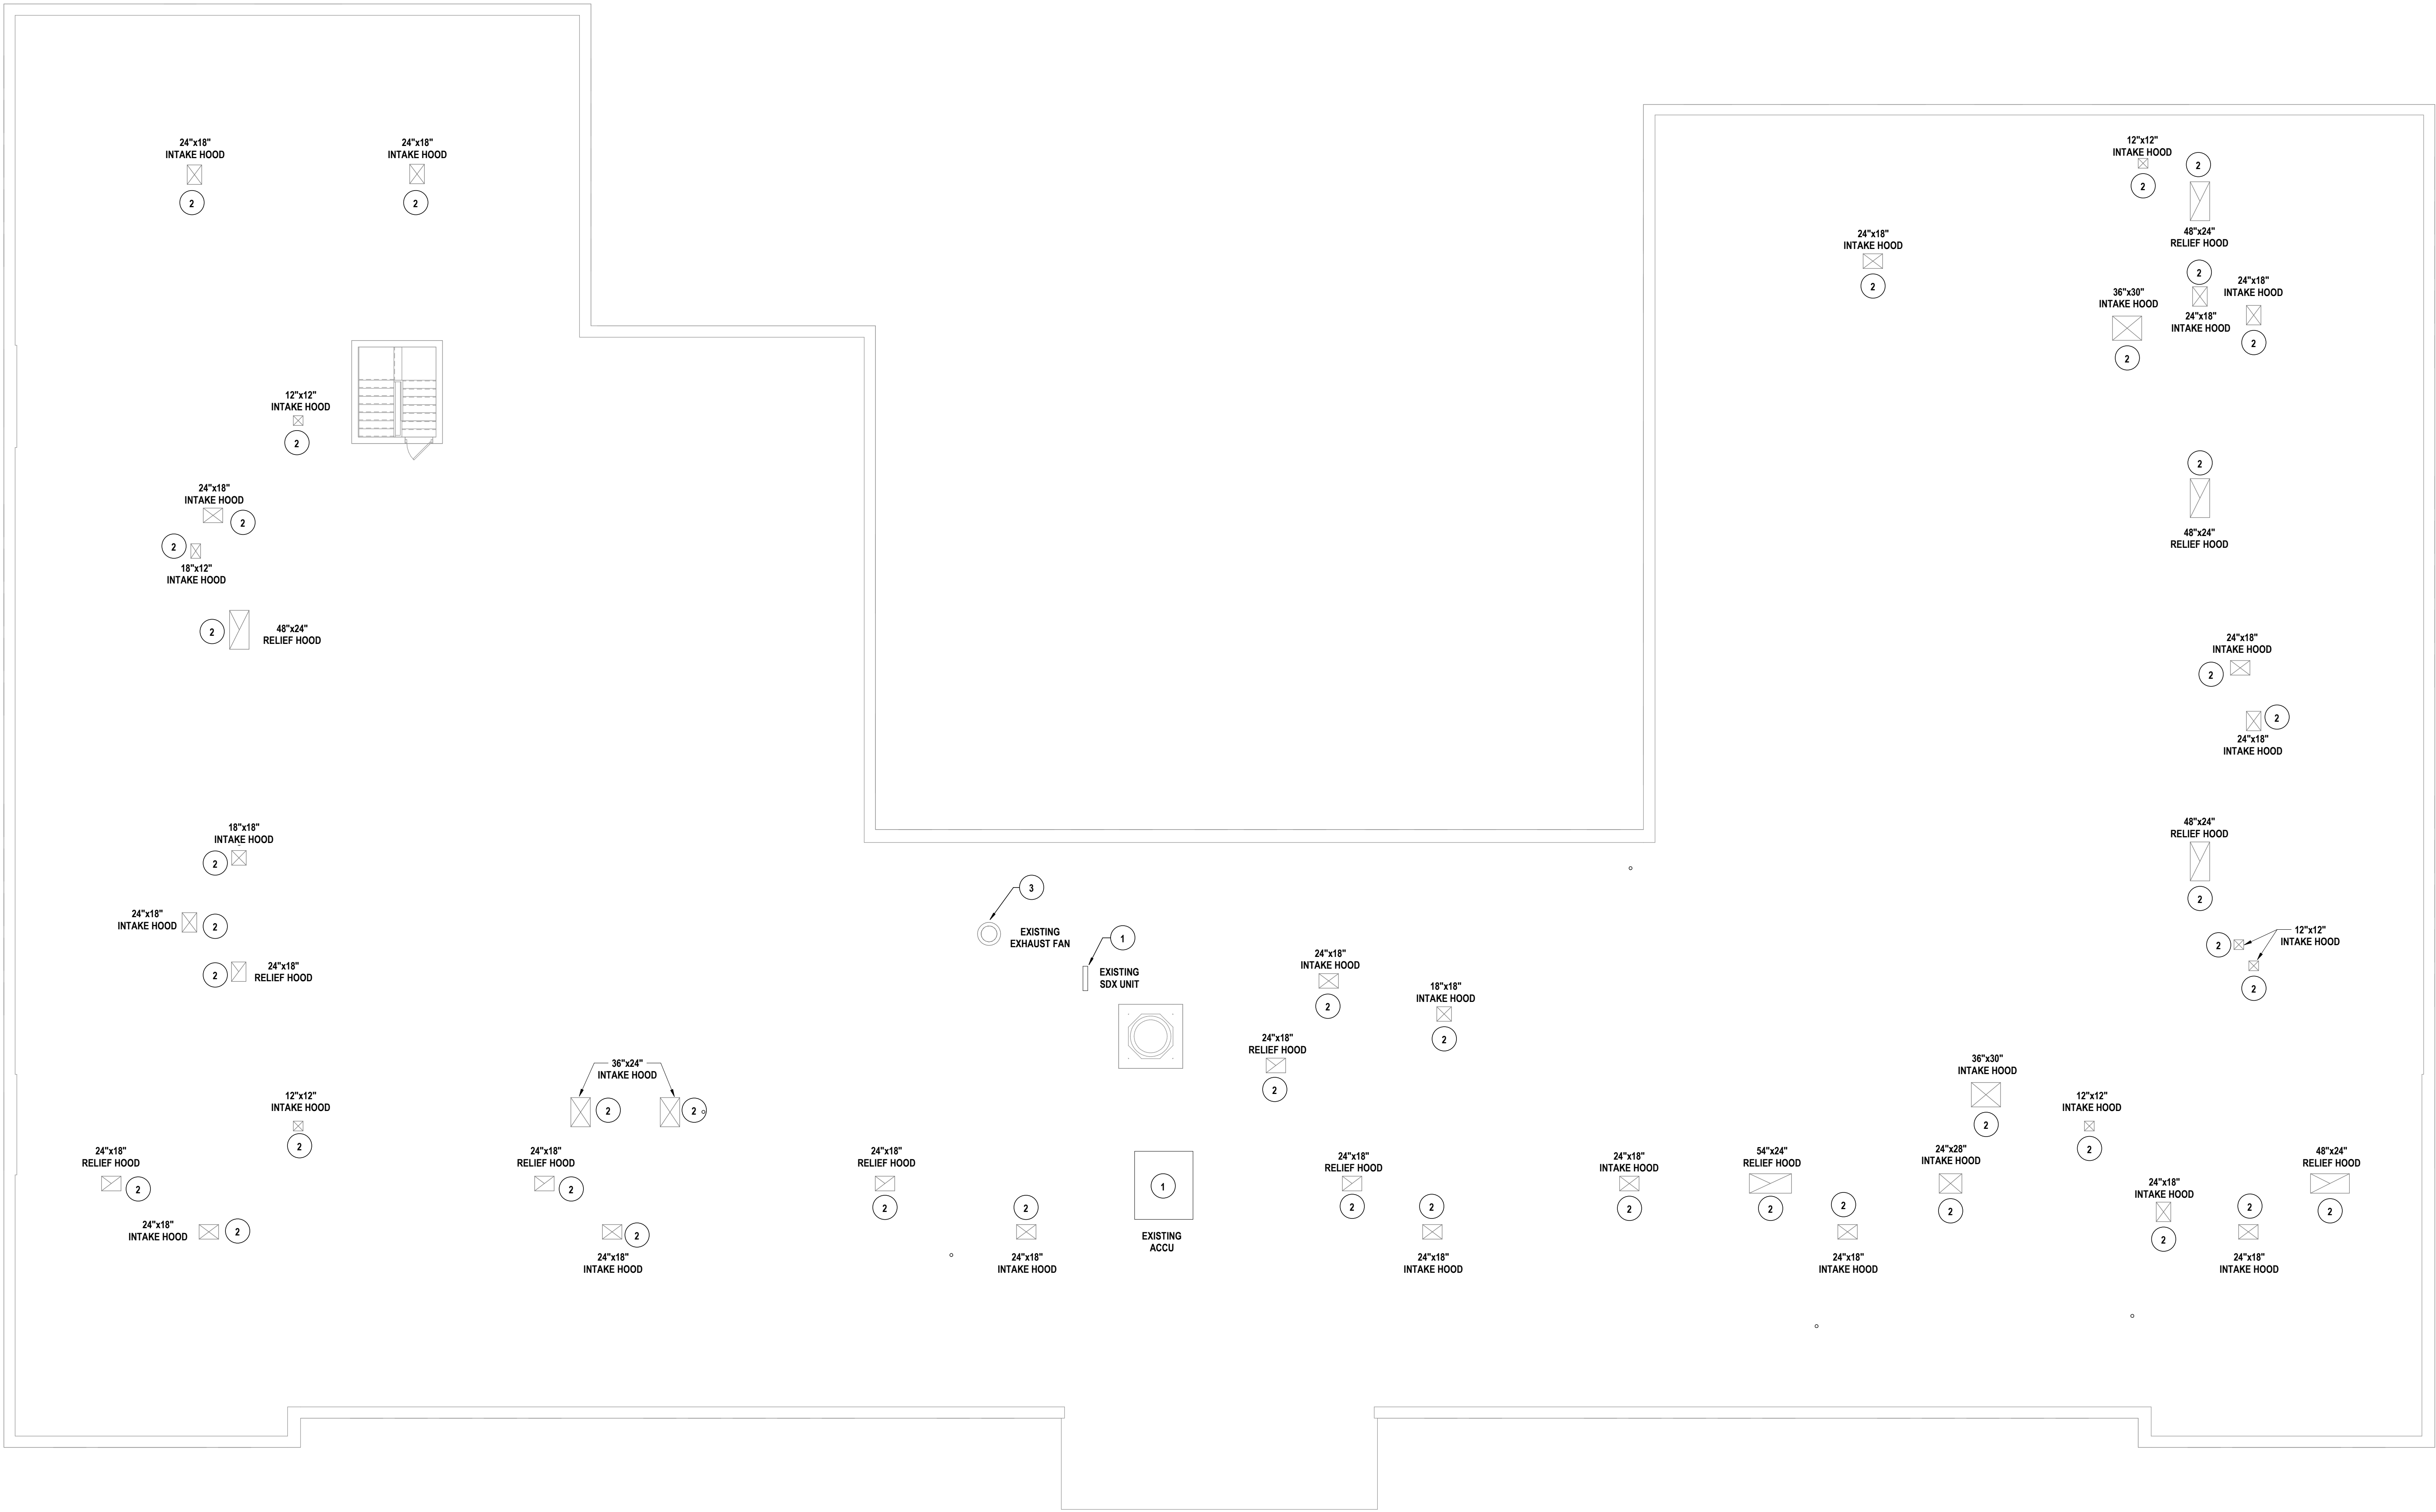 24"x18"
INTAKE HOOD
2
24"x18"
INTAKE HOOD
2
12"x12"
INTAKE HOOD
2
2
48"x24"
RELIEF HOOD
24"x18"
INTAKE HOOD
2
2
24"x18"
INTAKE HOOD
24"x18"
INTAKE HOOD
2
36"x30"
INTAKE HOOD
2
12"x12"
INTAKE HOOD
2
24"x18"
INTAKE HOOD
2
2
18"x12"
INTAKE HOOD
2
48"x24"
RELIEF HOOD
2
48"x24"
RELIEF HOOD
24"x18"
INTAKE HOOD
2
2
24"x18"
INTAKE HOOD
18"x18"
INTAKE HOOD
2
24"x18"
INTAKE HOOD
2
2
24"x18"
RELIEF HOOD
48"x24"
RELIEF HOOD
2
12"x12"
INTAKE HOOD
2
2
3
EXISTING
EXHAUST FAN
1
EXISTING
SDX UNIT
24"x18"
INTAKE HOOD
2
18"x18"
INTAKE HOOD
2
24"x18"
RELIEF HOOD
2
36"x24"
INTAKE HOOD
2
2
12"x12"
INTAKE HOOD
2
36"x30"
INTAKE HOOD
2
12"x12"
INTAKE HOOD
2
24"x18"
RELIEF HOOD
2
24"x18"
INTAKE HOOD
2
24"x18"
RELIEF HOOD
2
2
24"x18"
INTAKE HOOD
24"x18"
RELIEF HOOD
2
2
24"x18"
INTAKE HOOD
1
EXISTING
ACCU
24"x18"
RELIEF HOOD
2
2
24"x18"
INTAKE HOOD
24"x18"
INTAKE HOOD
2
54"x24"
RELIEF HOOD
2
2
24"x18"
INTAKE HOOD
24"x28"
INTAKE HOOD
2
24"x18"
INTAKE HOOD
2
2
24"x18"
INTAKE HOOD
48"x24"
RELIEF HOOD
2